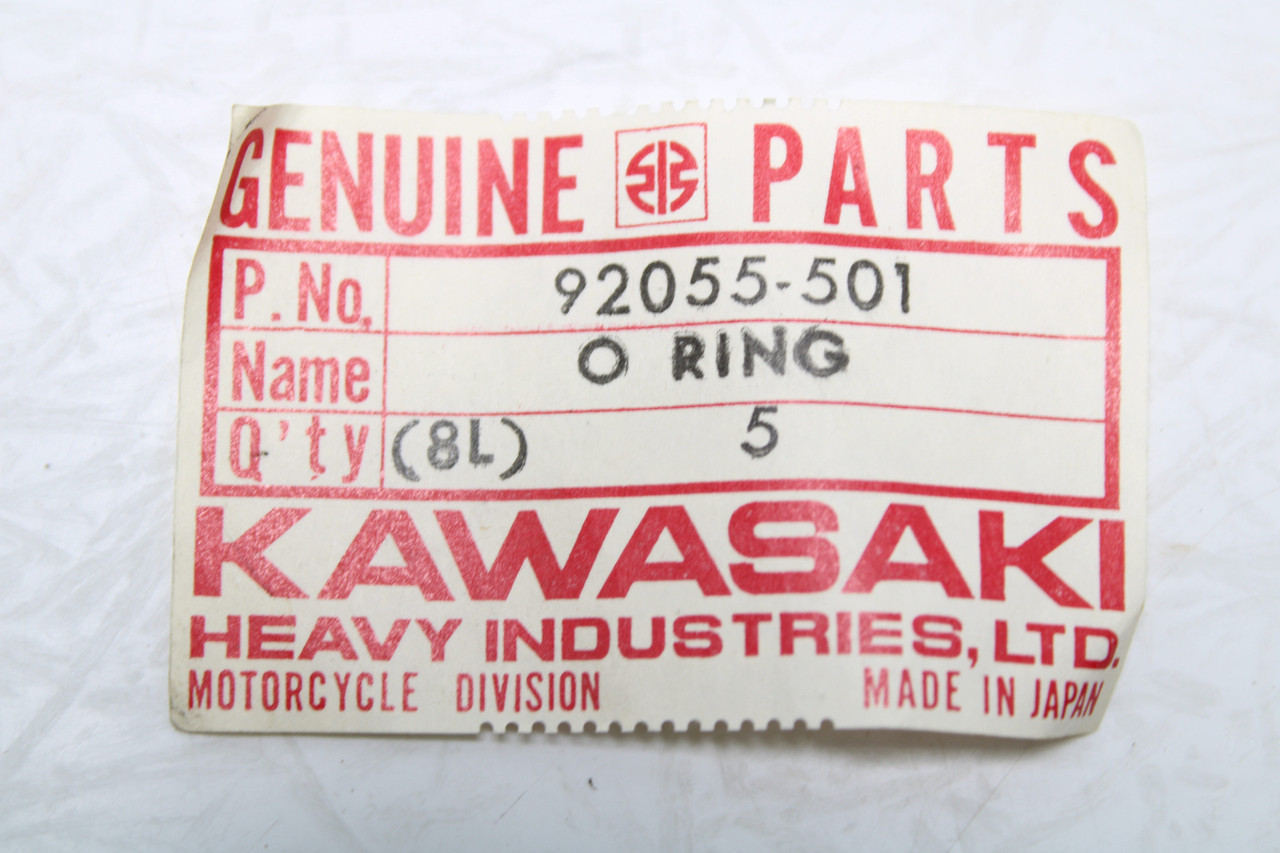 GENUINE PARTS
P. No. 92055-501
Name O RING
Q'ty (8L) 5
KAWASAKI
HEAVY INDUSTRIES, LTD.
MOTORCYCLE DIVISION MADE IN JAPAN